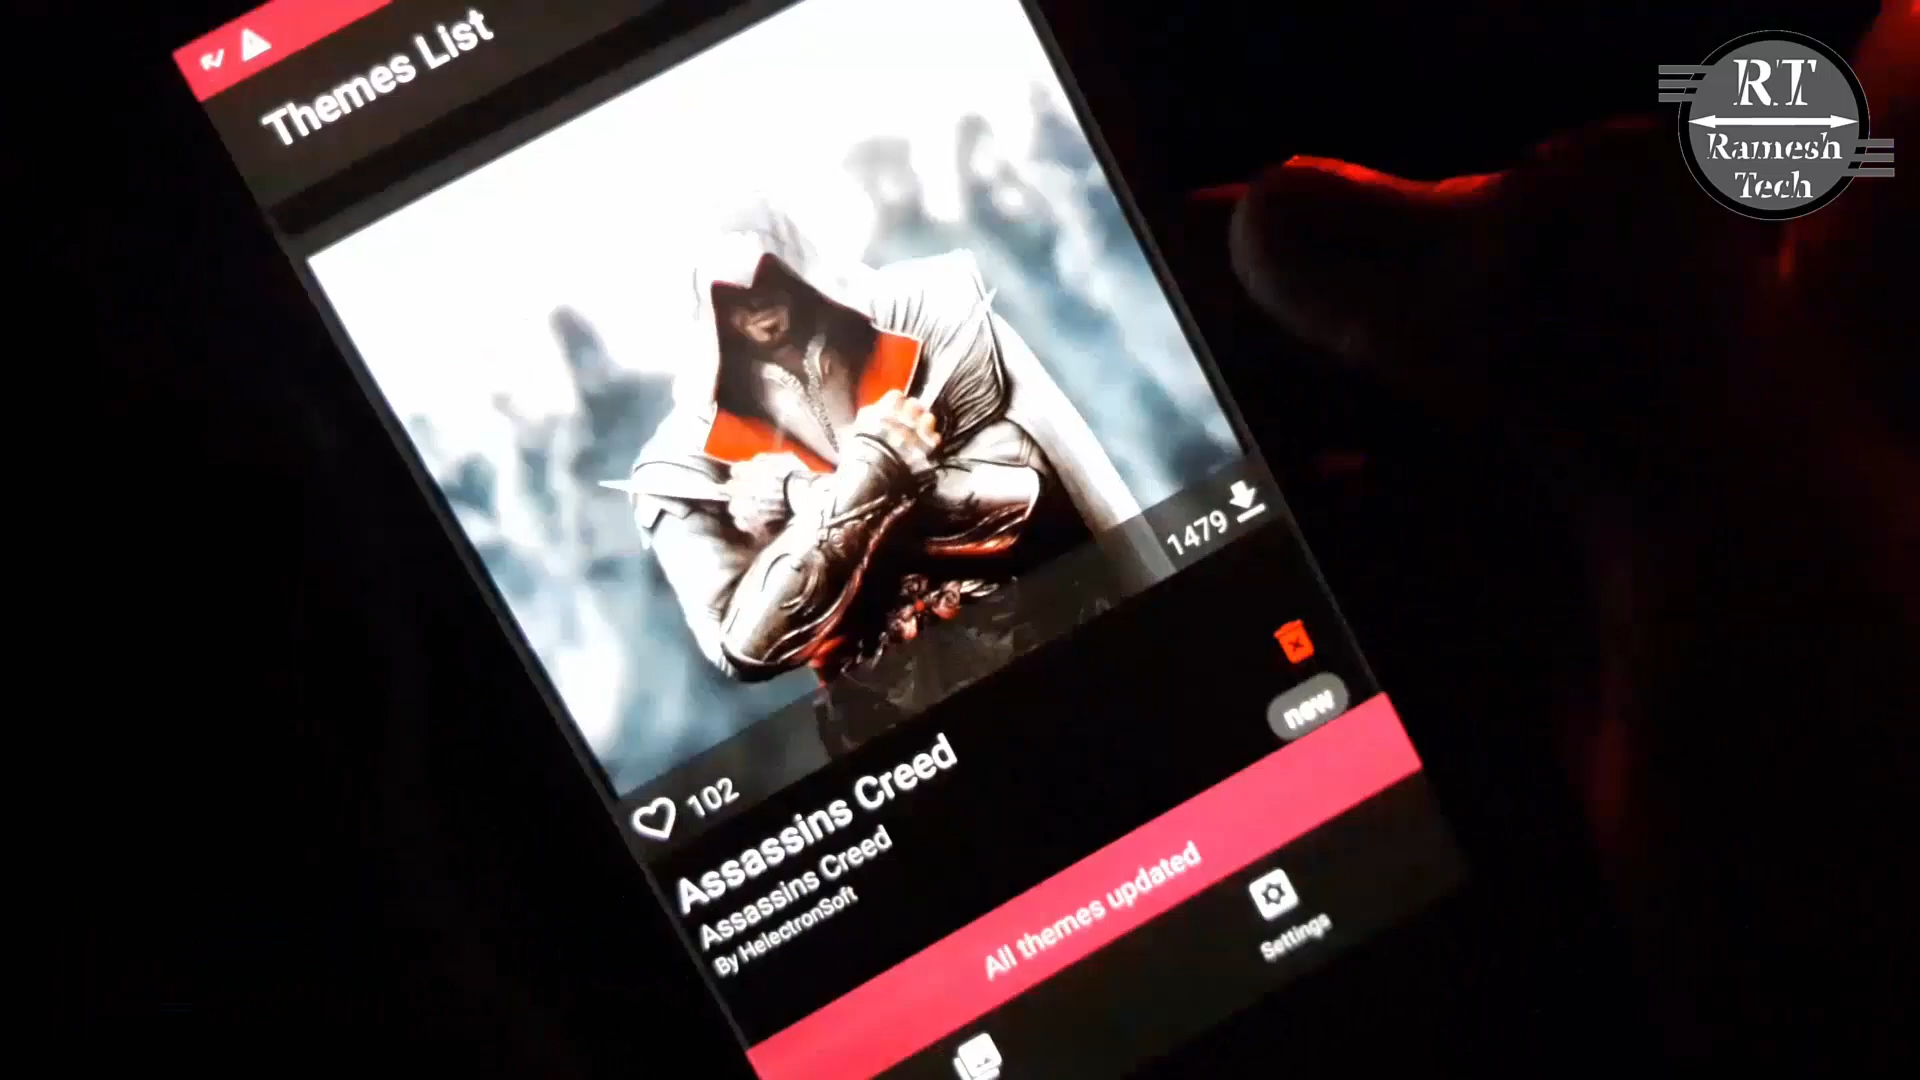 Themes List
1479
102
Assassins Creed
Assassins Creed
By HelectronSoft
new
All themes updated
Settings
RT
Ramesh
Tech